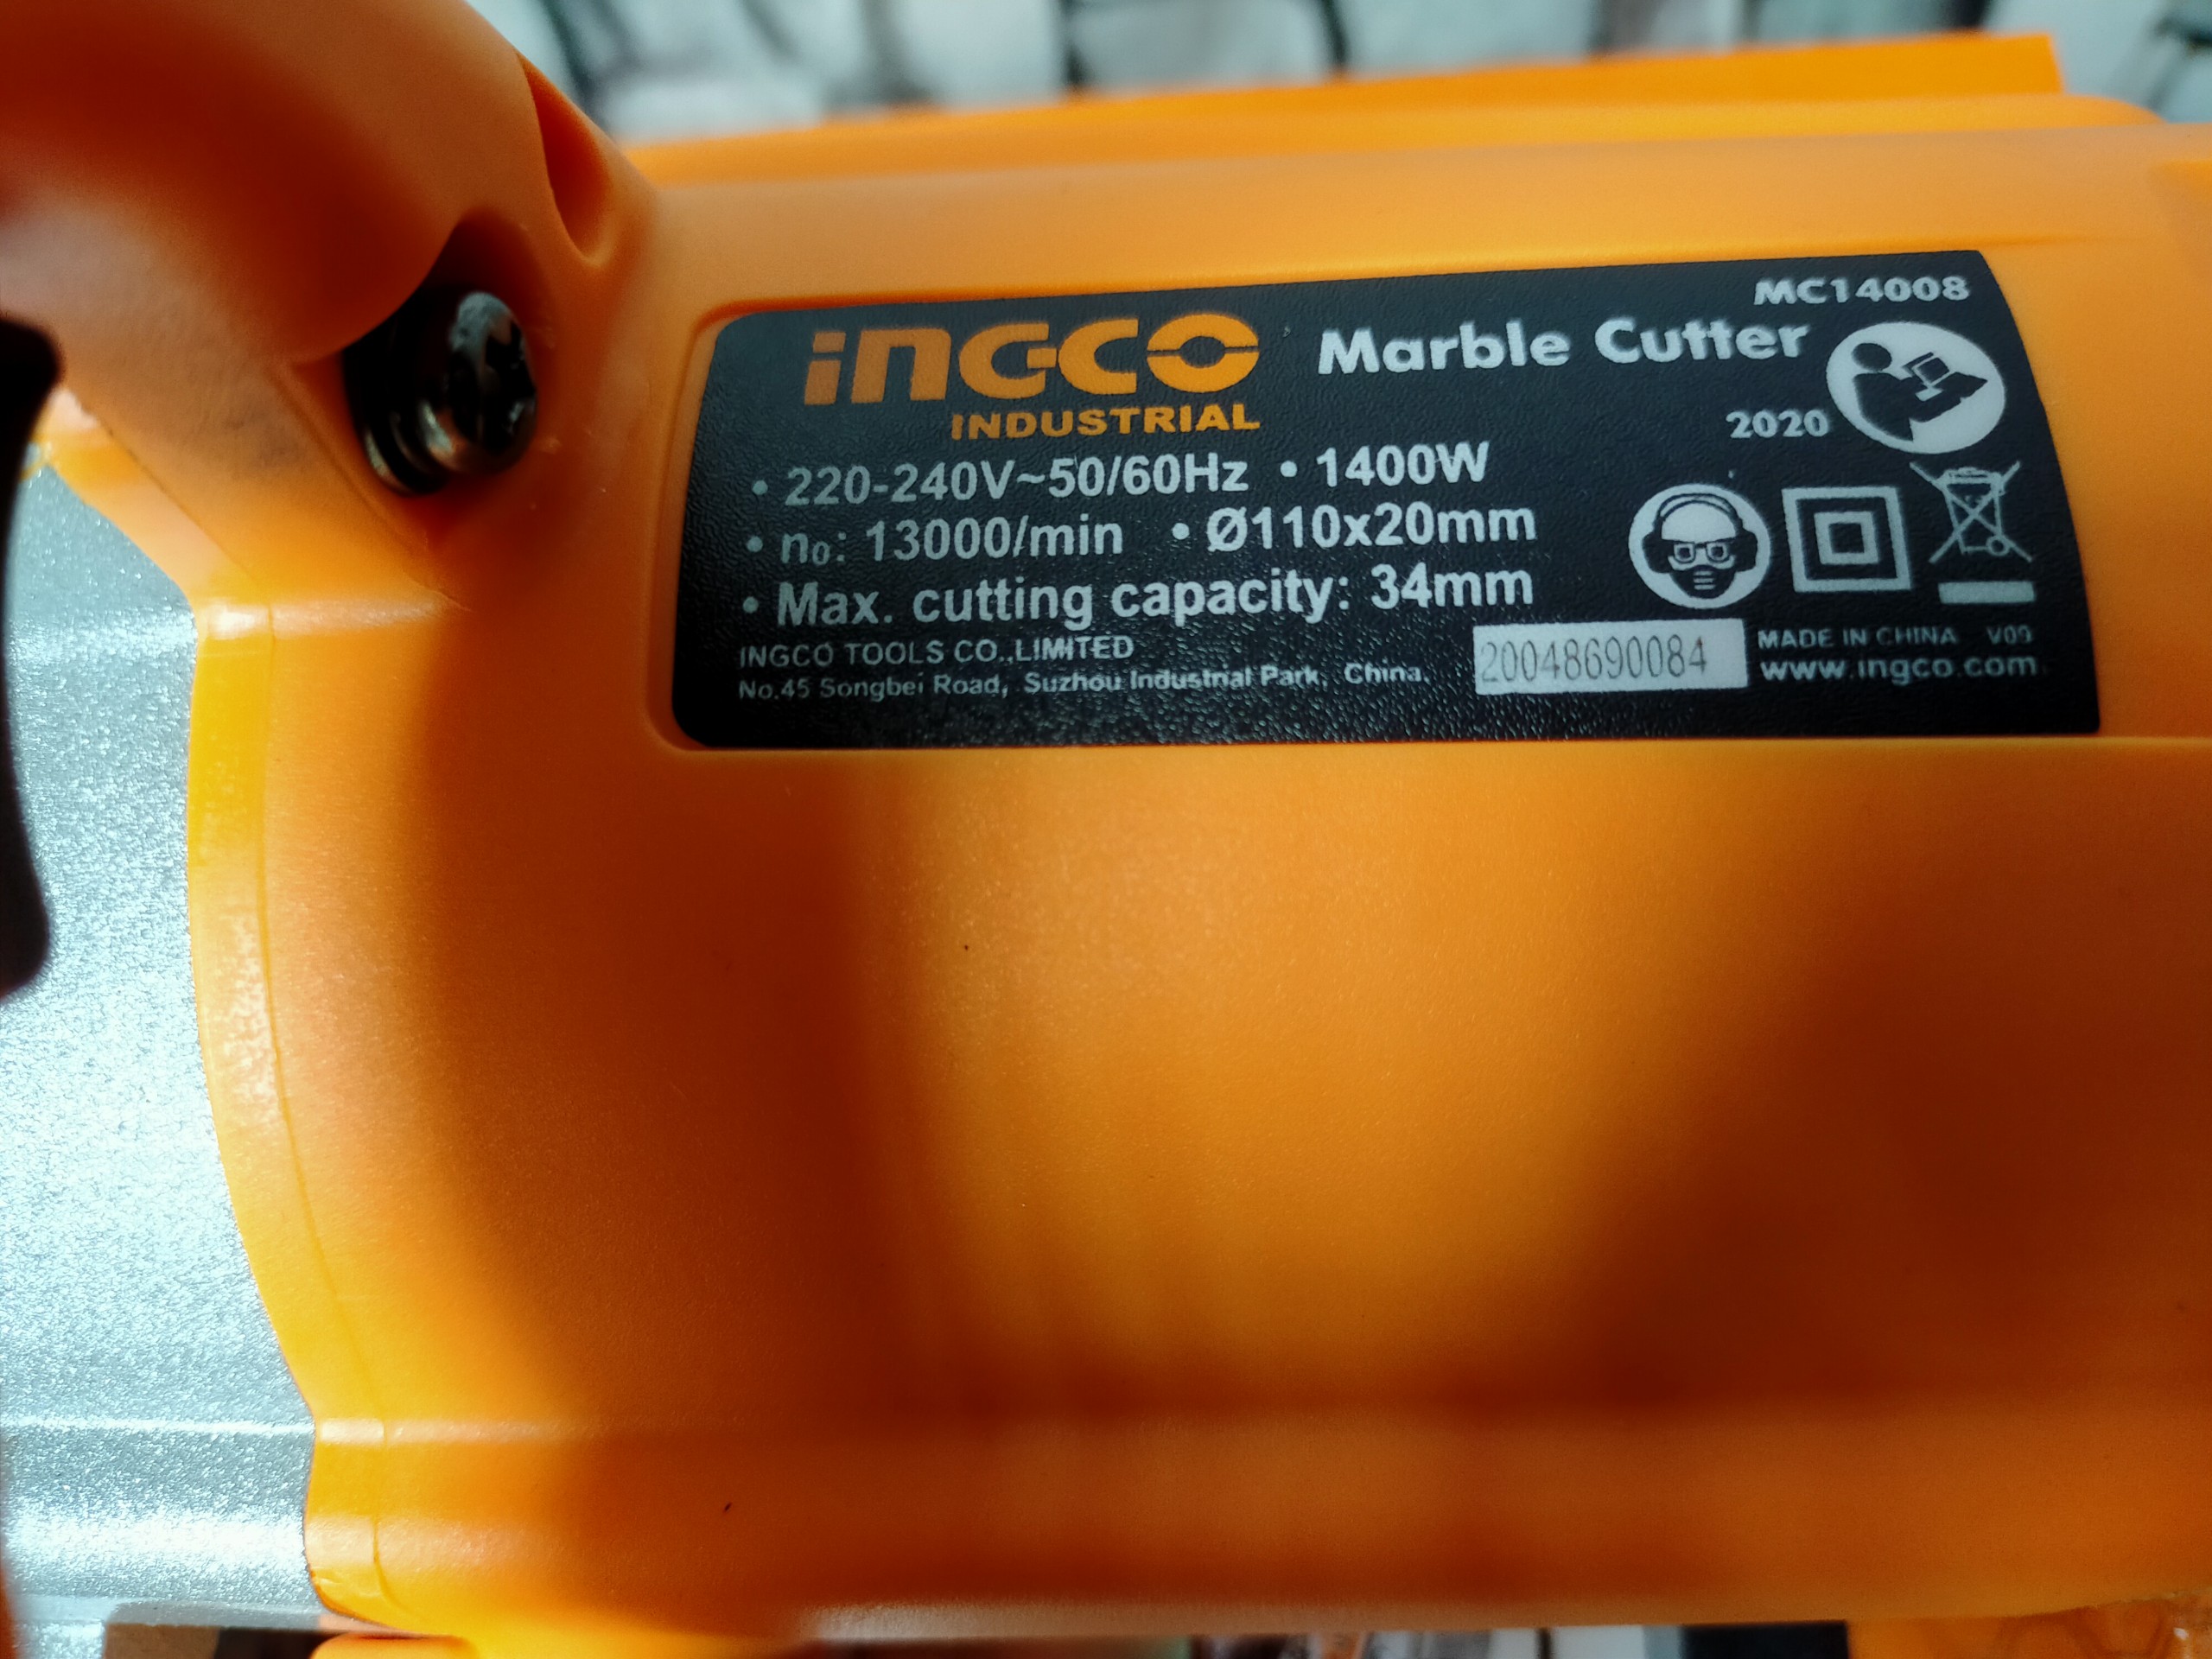 MC14008
INGCO Marble Cutter
INDUSTRIAL
2020
• 220-240V~50/60Hz • 1400W
• n₀: 13000/min • Ø110x20mm
• Max. cutting capacity: 34mm
INGCO TOOLS CO.,LIMITED
No.45 Songbei Road, Suzhou Industrial Park, China.
20048690084
MADE IN CHINA V09
www.ingco.com